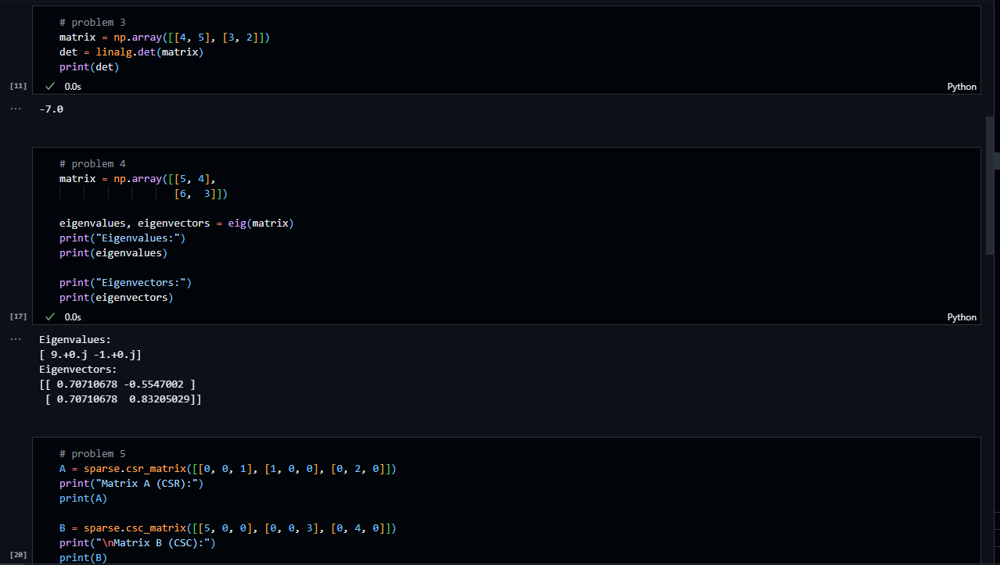 # problem 3
matrix = np.array([[4, 5], [3, 2]])
det = linalg.det(matrix)
print(det)
[11]
✓ 0.0s
Python
... -7.0
# problem 4
matrix = np.array([[5, 4],
[6,  3]])
eigenvalues, eigenvectors = eig(matrix)
print("Eigenvalues:")
print(eigenvalues)
print("Eigenvectors:")
print(eigenvectors)
[17]
✓ 0.0s
Python
... Eigenvalues:
[ 9.+0.j -1.+0.j]
Eigenvectors:
[[ 0.70710678 -0.5547002 ]
[ 0.70710678  0.83205029]]
# problem 5
A = sparse.csr_matrix([[0, 0, 1], [1, 0, 0], [0, 2, 0]])
print("Matrix A (CSR):")
print(A)
B = sparse.csc_matrix([[5, 0, 0], [0, 0, 3], [0, 4, 0]])
print("\nMatrix B (CSC):")
print(B)
[20]